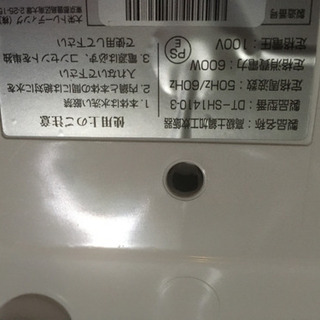 製品名称：高級土鍋加工炊飯器
製品型番：DT-SH1410-3
定格周波数：50Hz/60Hz
定格消費電力：600W
定格電圧：100V
製造番号
PS
E
使用上のご注意
1. 本体は水洗い厳禁
2. 内鍋と本体の間は絶対に水を
入れないで下さい
3. 電源は必ず、コンセントを単独
で使用して下さい